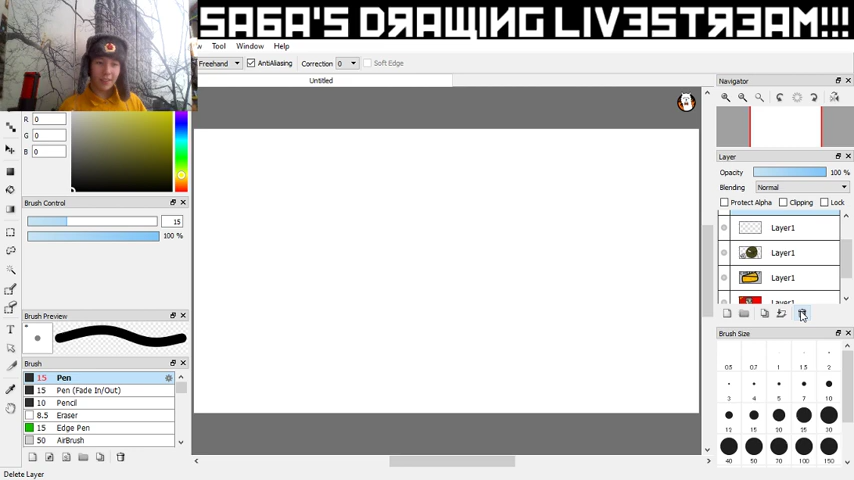 SAGA'S DЯAШING LIVESTЯEAM!!!
w Tool Window Help
Freehand AntiAliasing Correction 0 Soft Edge
Untitled
R 0
G 0
B 0
Brush Control
15
100 %
Brush Preview
Brush
15 Pen
15 Pen (Fade In/Out)
10 Pencil
8.5 Eraser
15 Edge Pen
50 AirBrush
Delete Layer
Navigator
Layer
Opacity 100 %
Blending Normal
Protect Alpha Clipping Lock
Layer1
Layer1
Layer1
Layer1
Brush Size
0.5 0.7 1 1.5 2
3 4 5 7 10
12 15 20 25 30
40 50 70 100 150